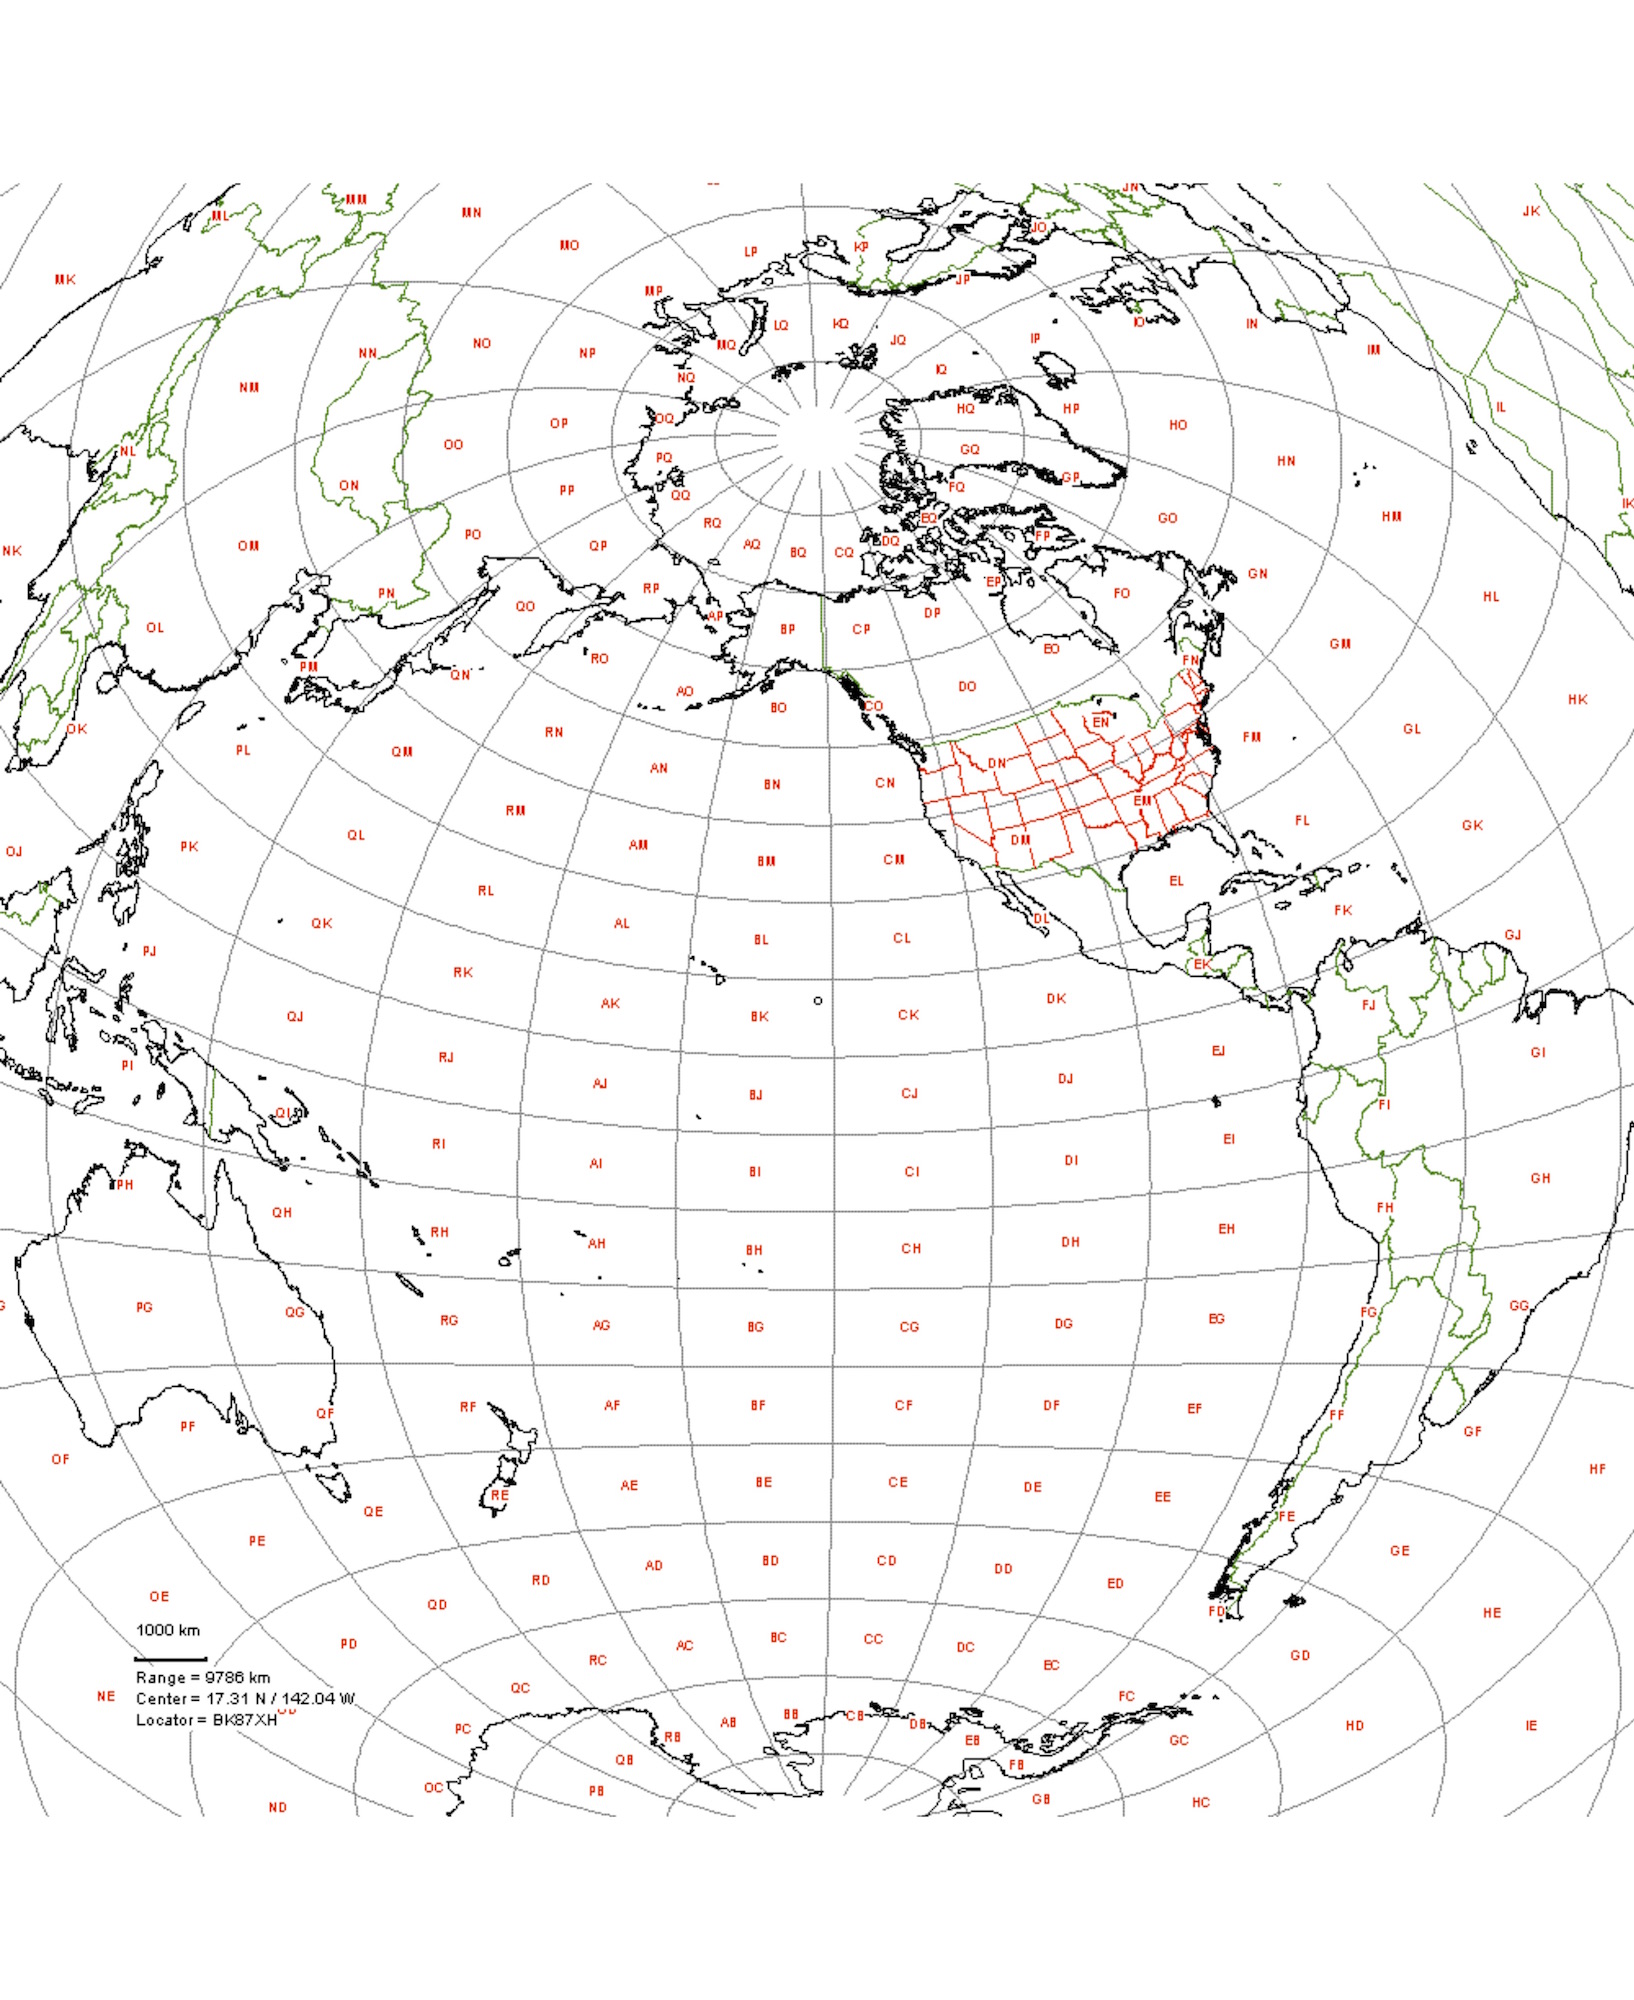 JN
MM
JK
MN
ML
JO
MO
KP
LP
MK
JP
MP
IO
IN
LQ
KQ
IP
JQ
NO
MQ
IM
NN
NP
IQ
NQ
NM
IL
HQ
HP
OQ
OP
HO
OO
NL
GQ
PQ
HN
GP
ON
FQ
PP
QQ
IK
HM
EQ
GO
RQ
PO
FP
DQ
AQ
OM
QP
NK
BQ
CQ
GN
EP
RP
PN
FO
HL
QO
DP
AP
OL
BP
CP
GM
EO
RO
FN
PM
QN
DO
AO
HK
BO
CO
EN
OK
GL
RN
FM
PL
QM
DN
AN
CN
BN
EM
RM
FL
GK
QL
DM
AM
PK
OJ
CM
BM
EL
RL
FK
DL
QK
AL
GJ
CL
BL
PJ
EK
RK
DK
AK
FJ
CK
BK
QJ
EJ
GI
RJ
PI
DJ
AJ
CJ
BJ
FI
QI
EI
RI
DI
AI
CI
BI
GH
PH
FH
QH
EH
RH
DH
AH
CH
BH
G
PG
GG
QG
FG
EG
RG
DG
AG
CG
BG
RF
AF
BF
CF
DF
EF
QF
FF
PF
GF
OF
HF
BE
CE
AE
DE
RE
EE
QE
FE
PE
GE
BD
CD
AD
DD
RD
ED
OE
QD
FD
HE
1000 km
BC
CC
PD
AC
DC
GD
RC
EC
Range = 9786 km
QC
NE
FC
Center = 17.31 N / 142.04 W
Locator = BK87XH
BB
CB
AB
DB
HD
IE
PC
RB
EB
GC
QB
FB
OC
PB
GB
HC
ND